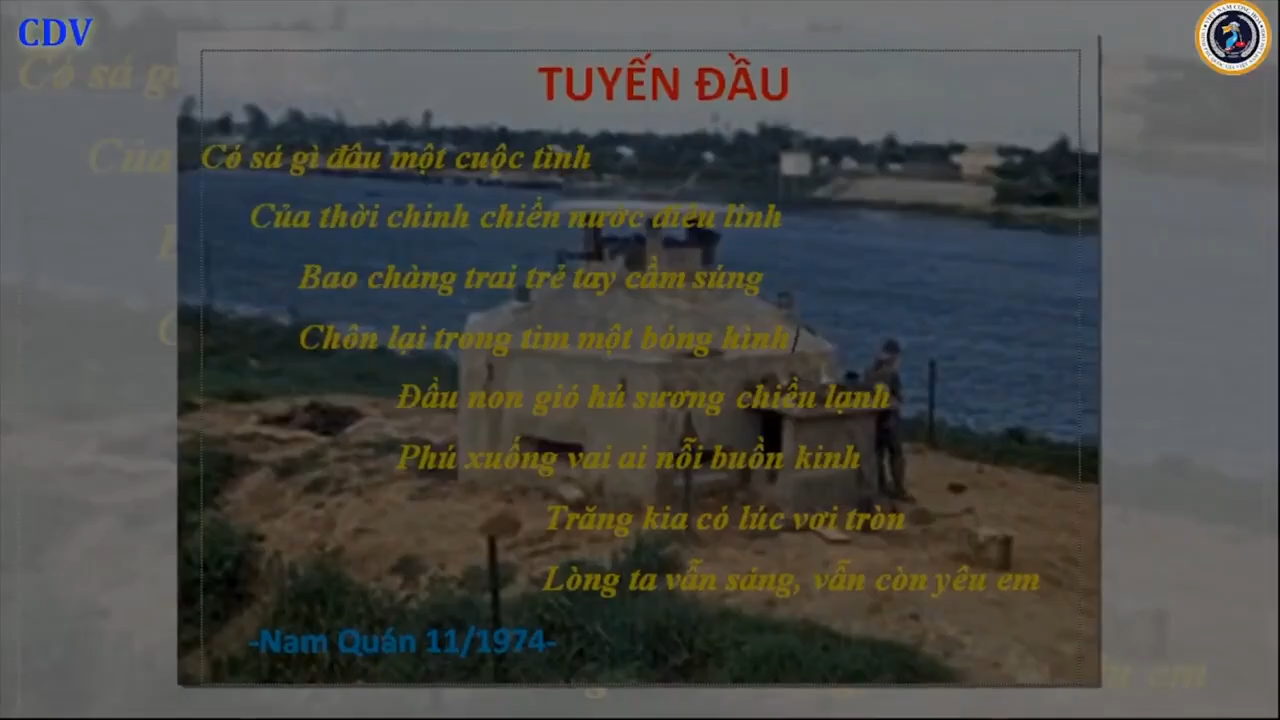 CDV
TUYẾN ĐẦU
Có sá gì đâu một cuộc tình
Của thời chinh chiến nước điêu linh
Bao chàng trai trẻ tay cầm súng
Chôn lại trong tim một bóng hình
Đầu non gió hú sương chiều lạnh
Phủ xuống vai ai nỗi buồn kinh
Trăng kia có lúc vơi tròn
Lòng ta vẫn sáng, vẫn còn yêu em
-Nam Quán 11/1974-